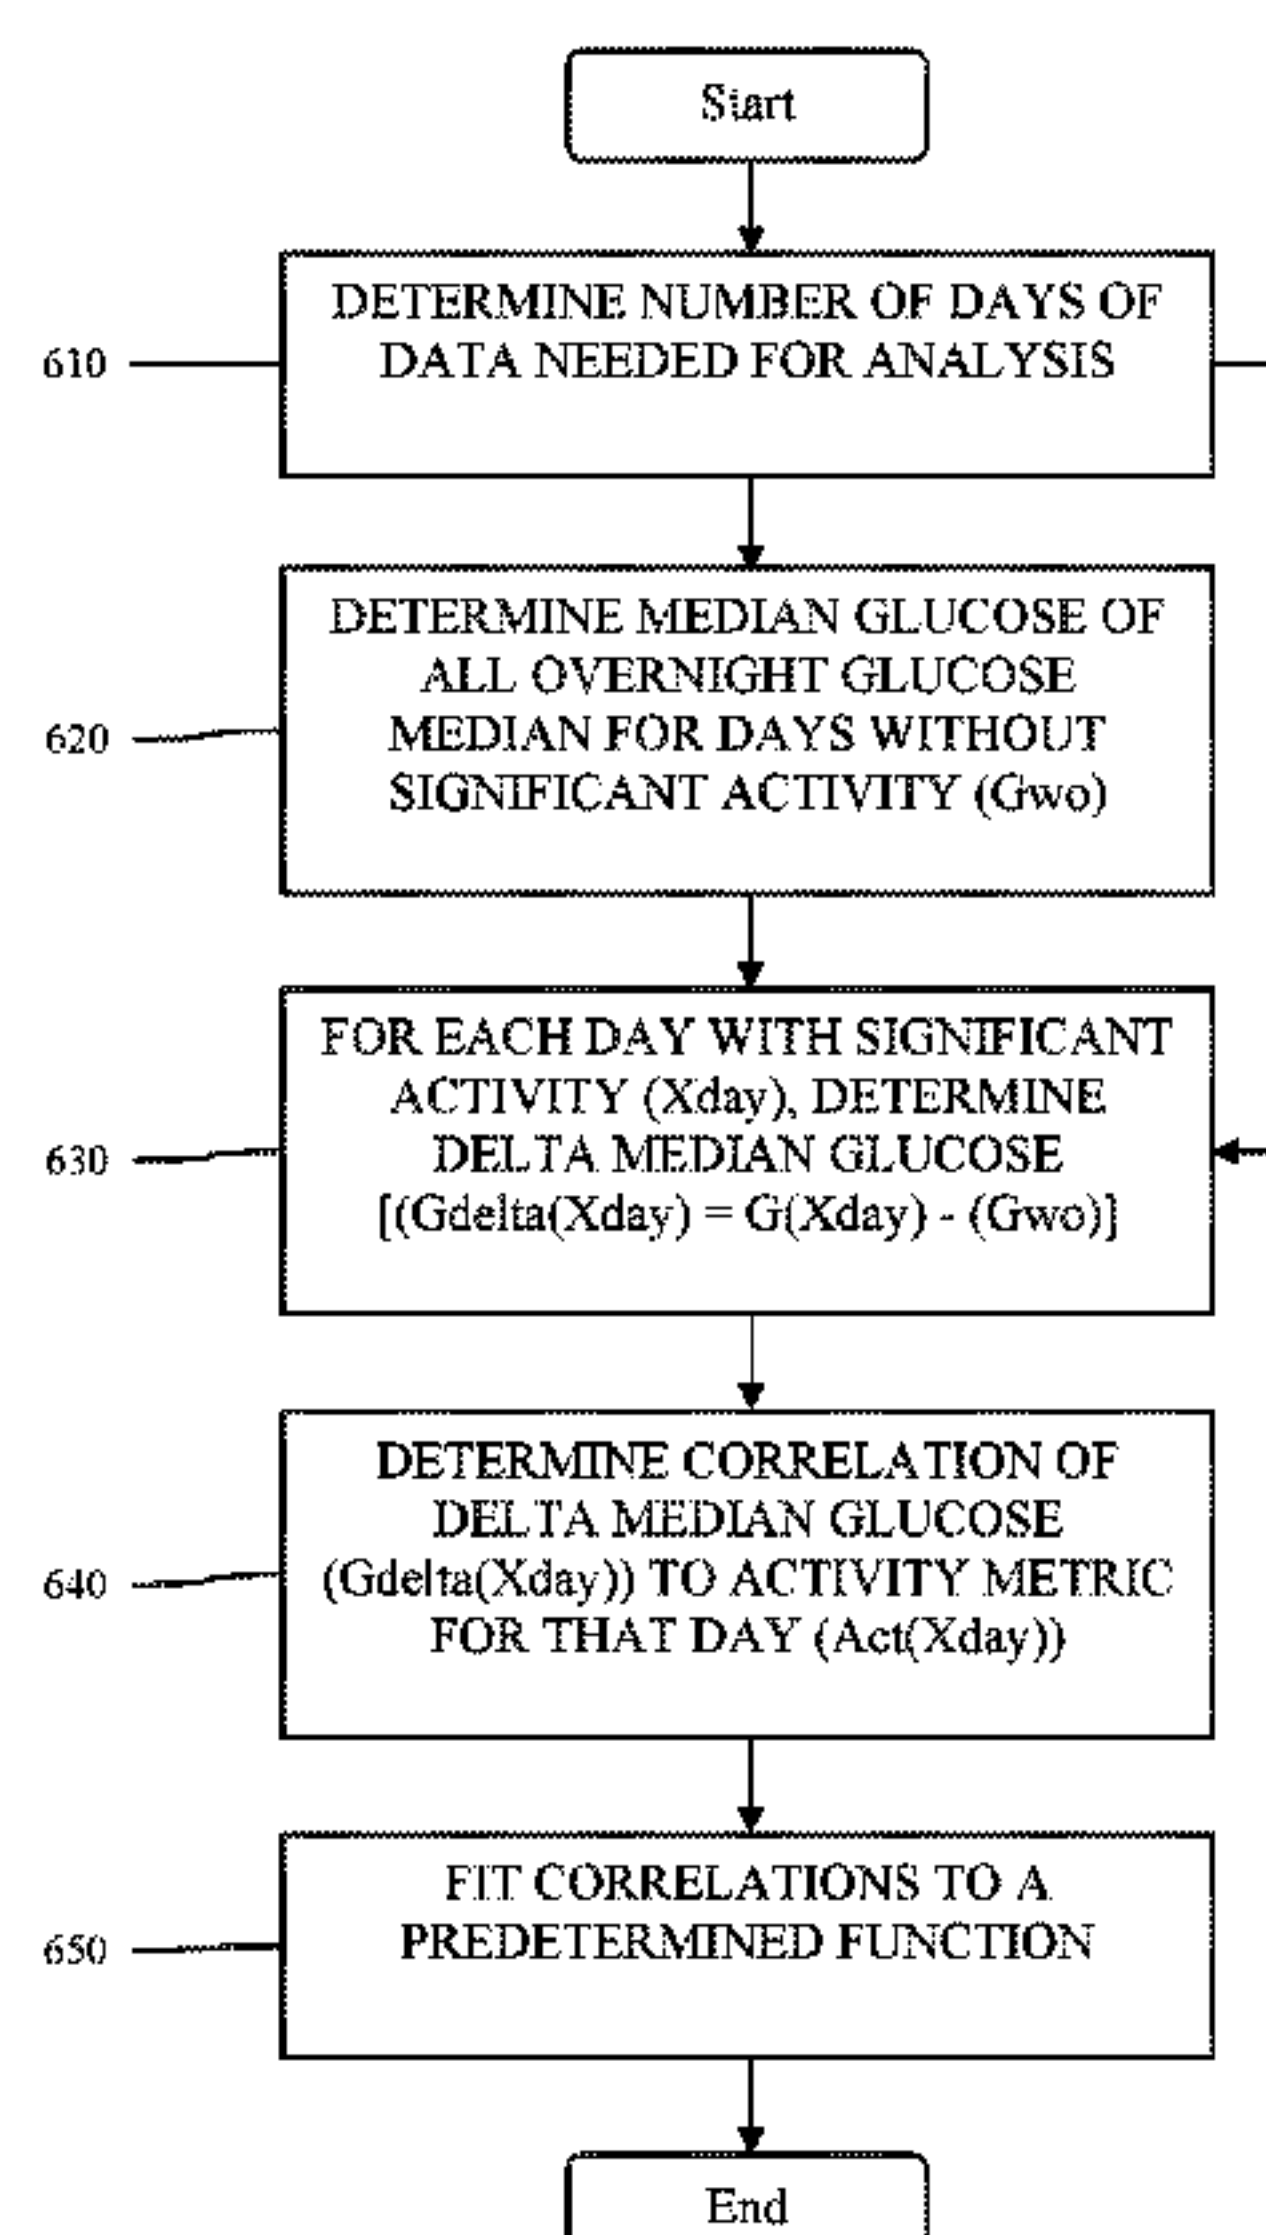 Start
610
DETERMINE NUMBER OF DAYS OF
DATA NEEDED FOR ANALYSIS
620
DETERMINE MEDIAN GLUCOSE OF
ALL OVERNIGHT GLUCOSE
MEDIAN FOR DAYS WITHOUT
SIGNIFICANT ACTIVITY (Gwo)
630
FOR EACH DAY WITH SIGNIFICANT
ACTIVITY (Xday), DETERMINE
DELTA MEDIAN GLUCOSE
[(Gdelta(Xday) = G(Xday) - (Gwo)]
640
DETERMINE CORRELATION OF
DELTA MEDIAN GLUCOSE
(Gdelta(Xday)) TO ACTIVITY METRIC
FOR THAT DAY (Act(Xday))
650
FIT CORRELATIONS TO A
PREDETERMINED FUNCTION
End